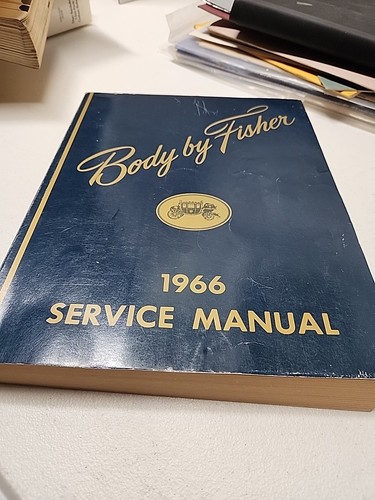 Body by Fisher
1966
SERVICE MANUAL